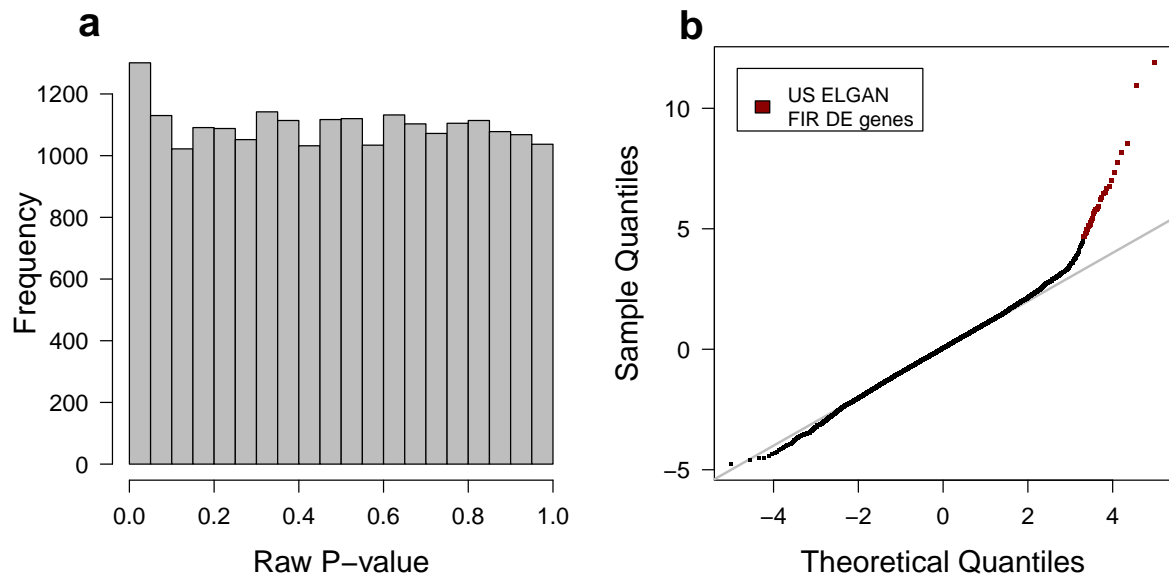 a
Frequency
1200
1000
800
600
400
200
0
0.0 0.2 0.4 0.6 0.8 1.0
Raw P−value
b
US ELGAN
FIR DE genes
Sample Quantiles
10
5
0
−5
−4 −2 0 2 4
Theoretical Quantiles